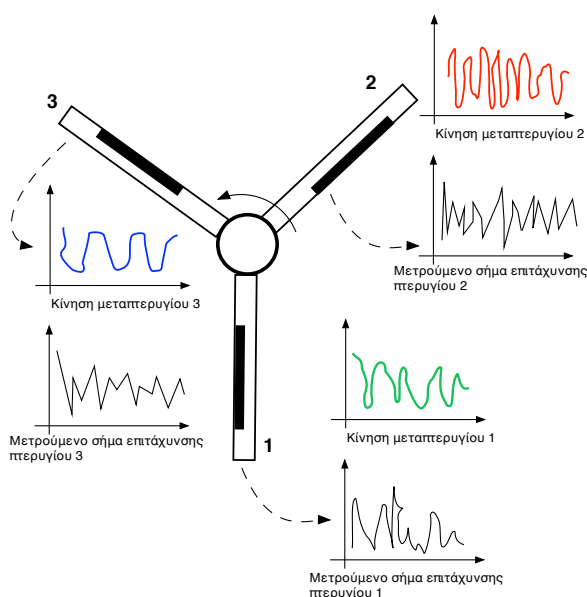 2
3
Κίνηση μεταπτερυγίου 2
Μετρούμενο σήμα επιτάχυνσης
πτερυγίου 2
Κίνηση μεταπτερυγίου 3
Μετρούμενο σήμα επιτάχυνσης
πτερυγίου 3
1
Κίνηση μεταπτερυγίου 1
Μετρούμενο σήμα επιτάχυνσης
πτερυγίου 1